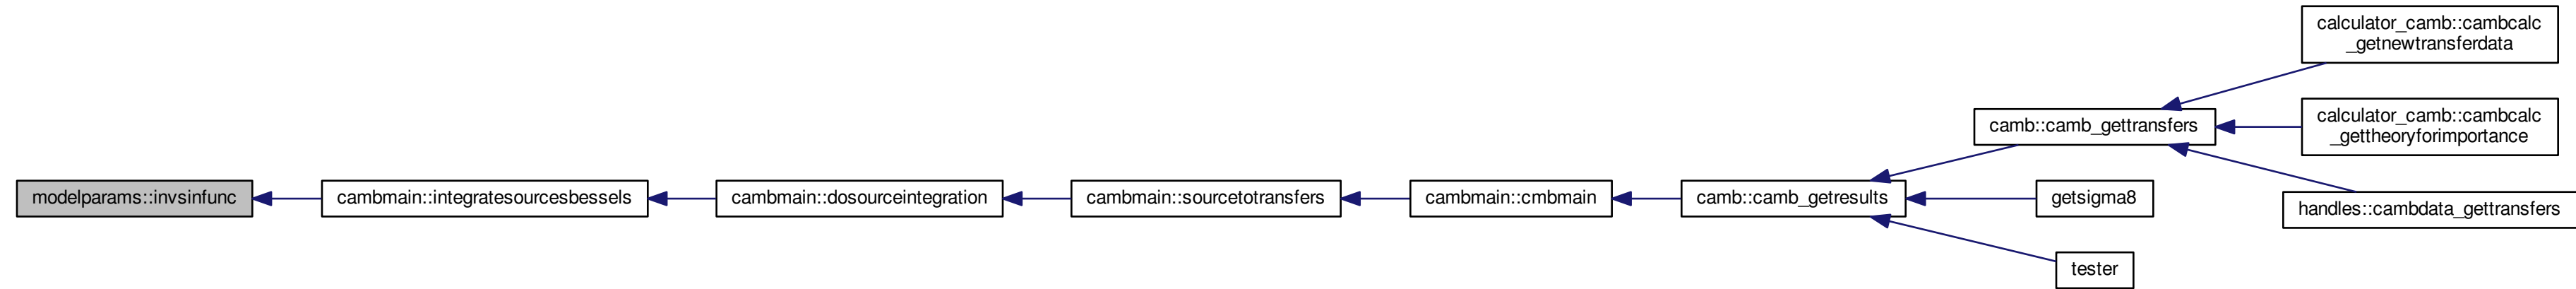 modelparams::invsinfunc
cambmain::integratesourcesbessels
cambmain::dosourceintegration
cambmain::sourcetotransfers
cambmain::cmbmain
camb::camb_getresults
camb::camb_gettransfers
calculator_camb::cambcalc
_getnewtransferdata
calculator_camb::cambcalc
_gettheoryforimportance
handles::cambdata_gettransfers
getsigma8
tester